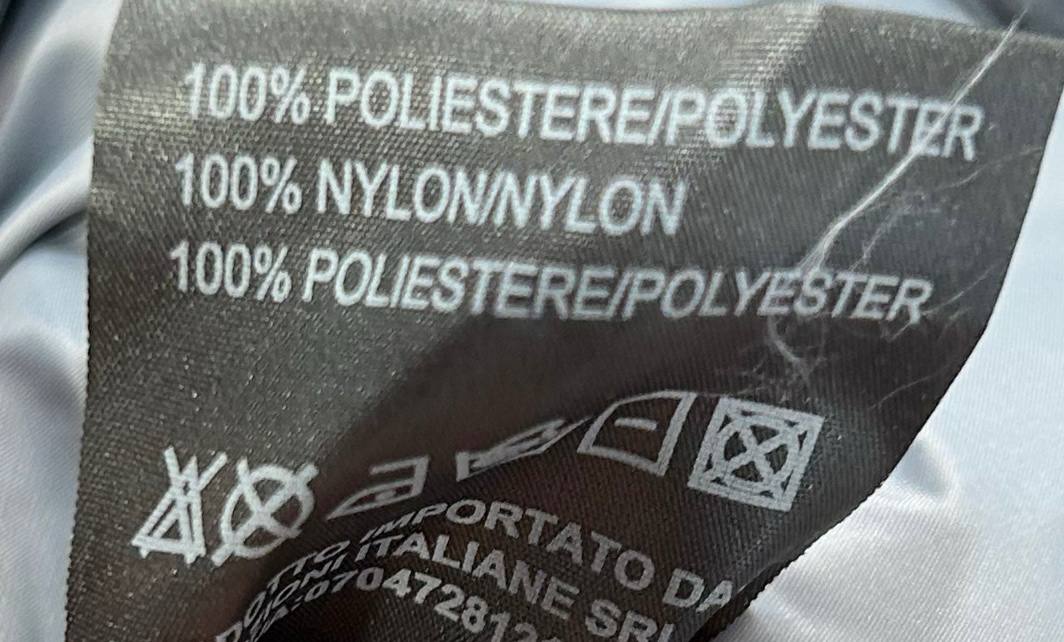 100% POLIESTERE/POLYESTER
100% NYLON/NYLON
100% POLIESTERE/POLYESTER
IMPORTATO DA
ITALIANE SRL